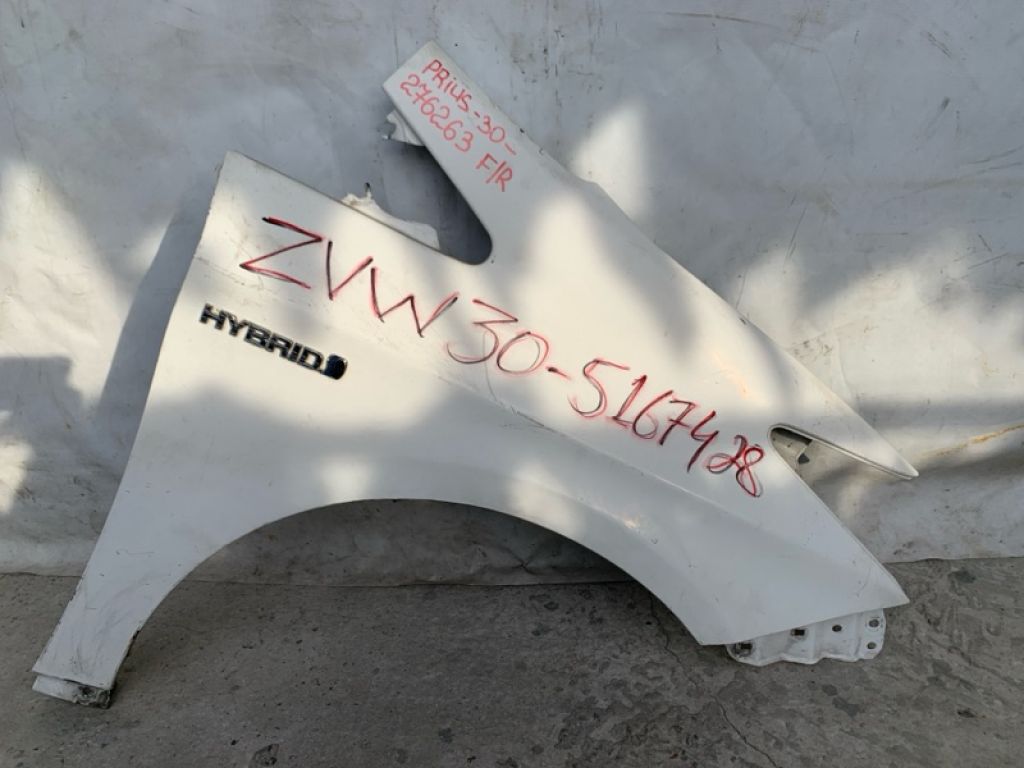 PRiUS-30-
276263 F/R
ZVW30-5167428
HYBRID